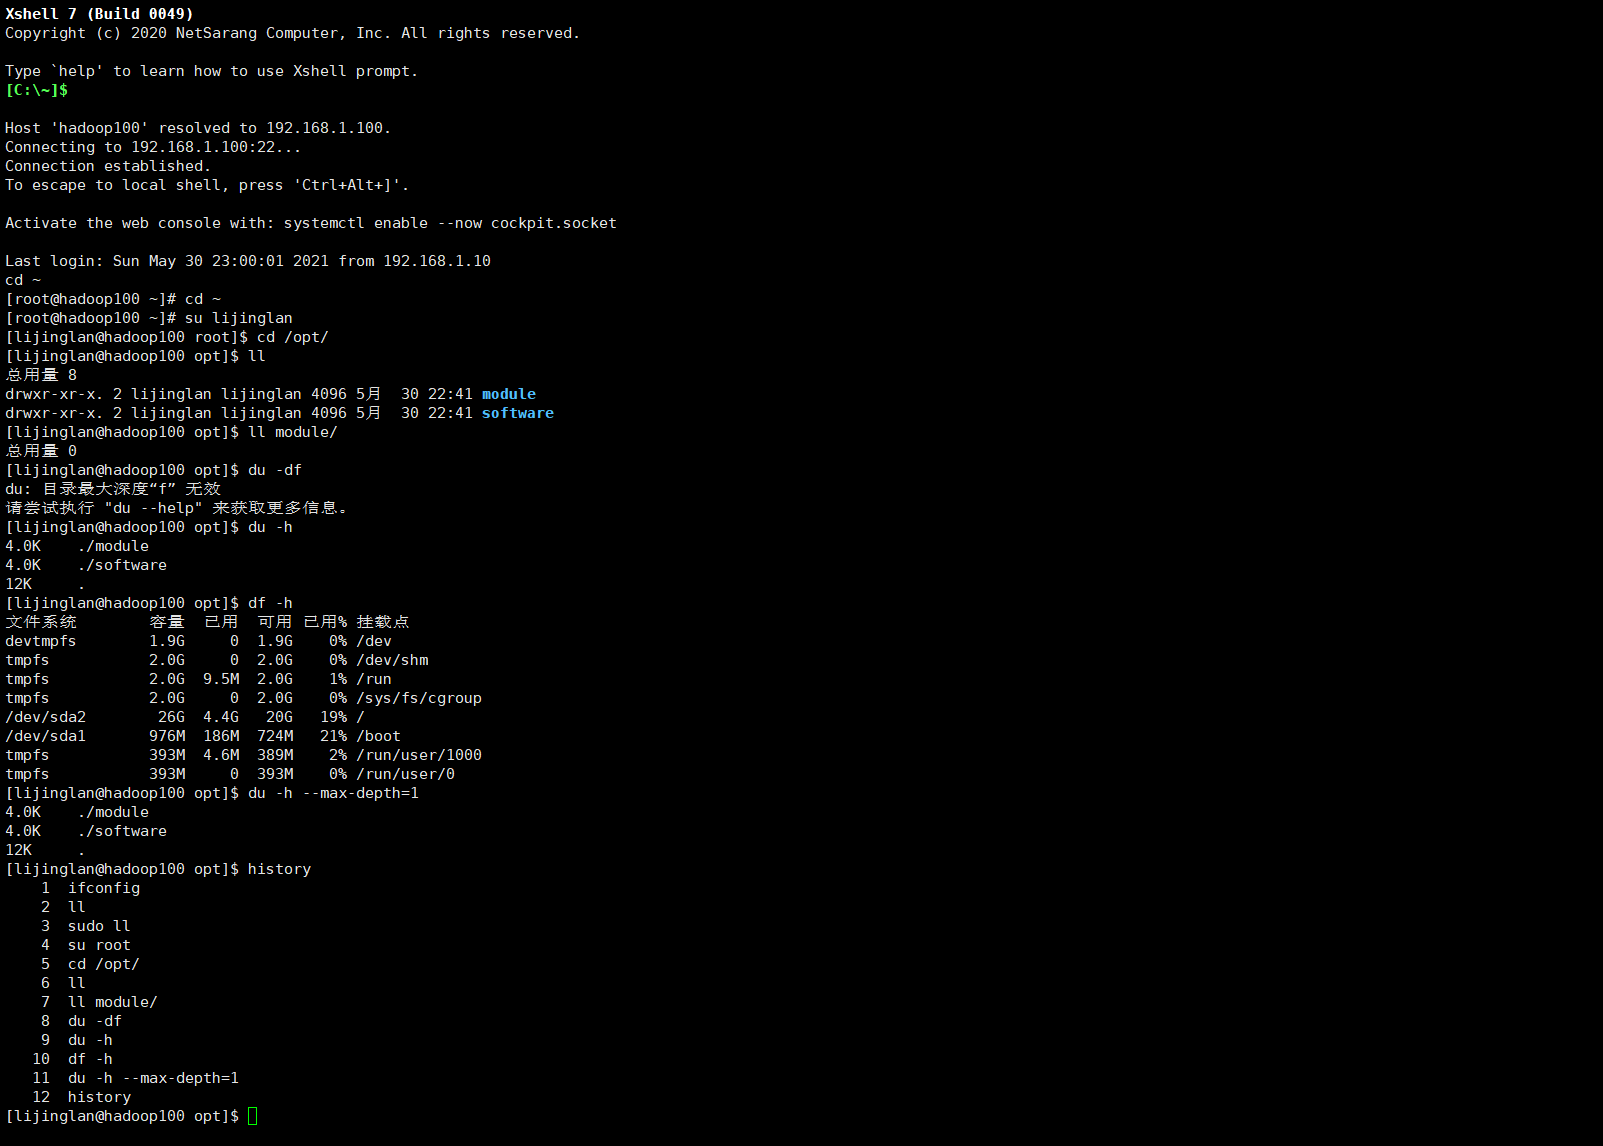 Xshell 7 (Build 0049)
Copyright (c) 2020 NetSarang Computer, Inc. All rights reserved.
Type `help' to learn how to use Xshell prompt.
[C:\~]$
Host 'hadoop100' resolved to 192.168.1.100.
Connecting to 192.168.1.100:22...
Connection established.
To escape to local shell, press 'Ctrl+Alt+]'.
Activate the web console with: systemctl enable --now cockpit.socket
Last login: Sun May 30 23:00:01 2021 from 192.168.1.10
cd ~
[root@hadoop100 ~]# cd ~
[root@hadoop100 ~]# su lijinglan
[lijinglan@hadoop100 root]$ cd /opt/
[lijinglan@hadoop100 opt]$ ll
总用量 8
drwxr-xr-x. 2 lijinglan lijinglan 4096 5月  30 22:41 module
drwxr-xr-x. 2 lijinglan lijinglan 4096 5月  30 22:41 software
[lijinglan@hadoop100 opt]$ ll module/
总用量 0
[lijinglan@hadoop100 opt]$ du -df
du: 目录最大深度“f” 无效
请尝试执行 "du --help" 来获取更多信息。
[lijinglan@hadoop100 opt]$ du -h
4.0K    ./module
4.0K    ./software
12K     .
[lijinglan@hadoop100 opt]$ df -h
文件系统        容量  已用  可用 已用% 挂载点
devtmpfs        1.9G     0  1.9G    0% /dev
tmpfs           2.0G     0  2.0G    0% /dev/shm
tmpfs           2.0G  9.5M  2.0G    1% /run
tmpfs           2.0G     0  2.0G    0% /sys/fs/cgroup
/dev/sda2        26G  4.4G   20G   19% /
/dev/sda1       976M  186M  724M   21% /boot
tmpfs           393M  4.6M  389M    2% /run/user/1000
tmpfs           393M     0  393M    0% /run/user/0
[lijinglan@hadoop100 opt]$ du -h --max-depth=1
4.0K    ./module
4.0K    ./software
12K     .
[lijinglan@hadoop100 opt]$ history
    1  ifconfig
    2  ll
    3  sudo ll
    4  su root
    5  cd /opt/
    6  ll
    7  ll module/
    8  du -df
    9  du -h
   10  df -h
   11  du -h --max-depth=1
   12  history
[lijinglan@hadoop100 opt]$